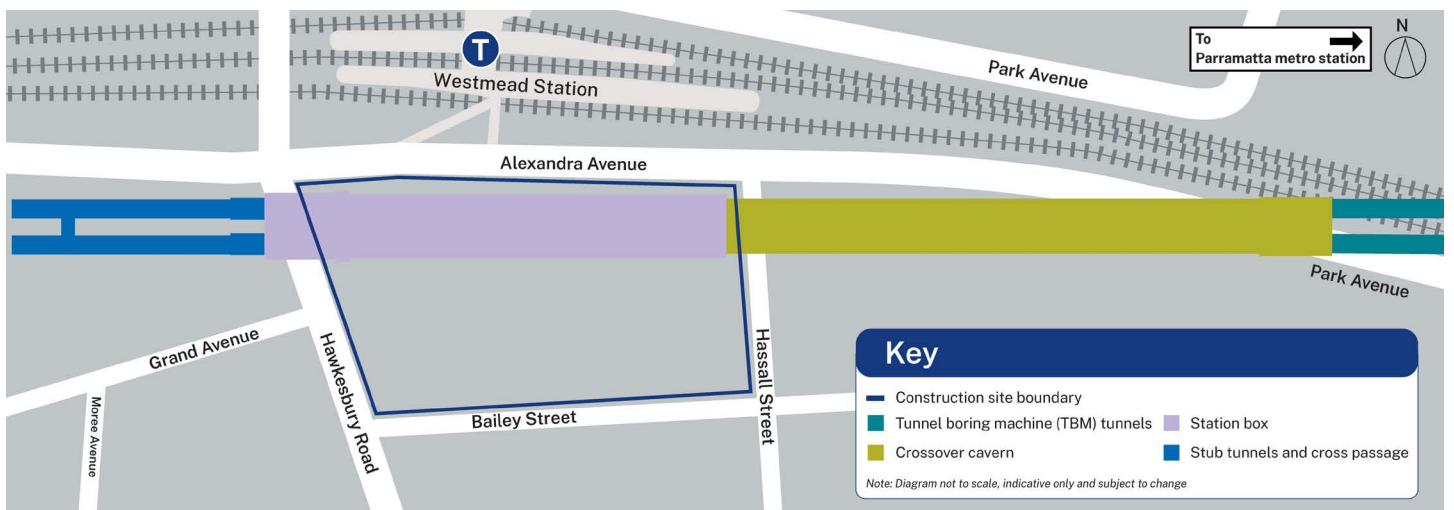 T
Westmead Station
Park Avenue
To
Parramatta metro station
N
Alexandra Avenue
Park Avenue
Grand Avenue
Moree Avenue
Hawkesbury Road
Bailey Street
Hassall Street
Key
Construction site boundary
Tunnel boring machine (TBM) tunnels
Station box
Crossover cavern
Stub tunnels and cross passage
Note: Diagram not to scale, indicative only and subject to change